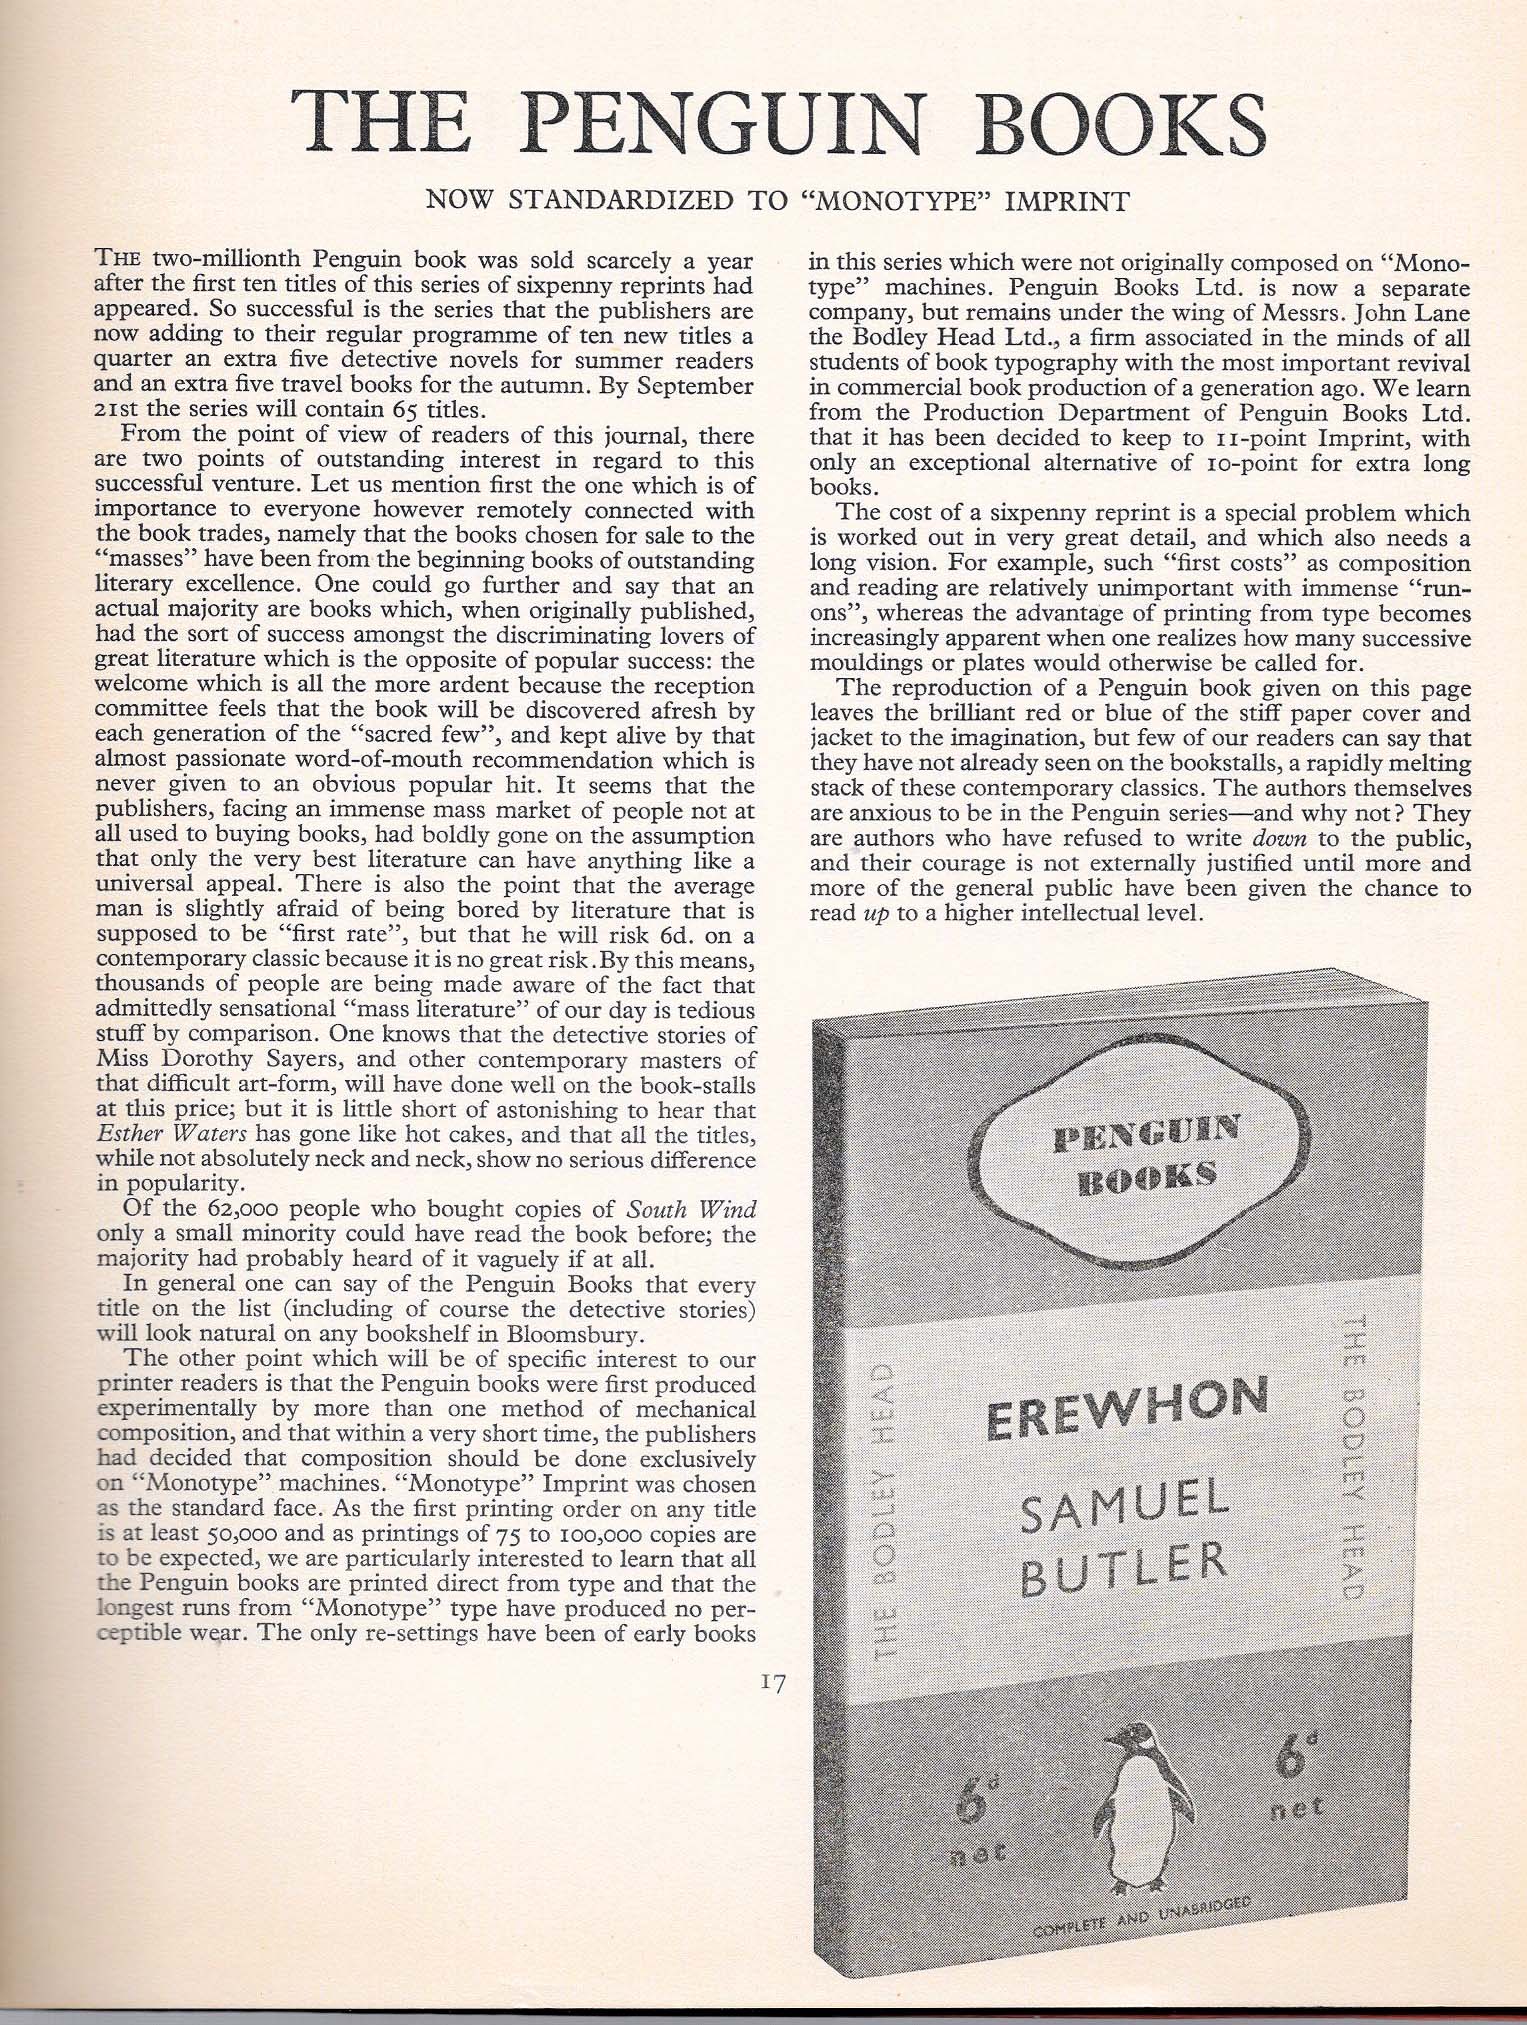 THE PENGUIN BOOKS
NOW STANDARDIZED TO “MONOTYPE” IMPRINT
THE two-millionth Penguin book was sold scarcely a year
after the first ten titles of this series of sixpenny reprints had
appeared. So successful is the series that the publishers are
now adding to their regular programme of ten new titles a
quarter an extra five detective novels for summer readers
and an extra five travel books for the autumn. By September
21st the series will contain 65 titles.
From the point of view of readers of this journal, there
are two points of outstanding interest in regard to this
successful venture. Let us mention first the one which is of
importance to everyone however remotely connected with
the book trades, namely that the books chosen for sale to the
“masses” have been from the beginning books of outstanding
literary excellence. One could go further and say that an
actual majority are books which, when originally published,
had the sort of success amongst the discriminating lovers of
great literature which is the opposite of popular success: the
welcome which is all the more ardent because the reception
committee feels that the book will be discovered afresh by
each generation of the “sacred few”, and kept alive by that
almost passionate word-of-mouth recommendation which is
never given to an obvious popular hit. It seems that the
publishers, facing an immense mass market of people not at
all used to buying books, had boldly gone on the assumption
that only the very best literature can have anything like a
universal appeal. There is also the point that the average
man is slightly afraid of being bored by literature that is
supposed to be “first rate”, but that he will risk 6d. on a
contemporary classic because it is no great risk.By this means,
thousands of people are being made aware of the fact that
admittedly sensational “mass literature” of our day is tedious
stuff by comparison. One knows that the detective stories of
Miss Dorothy Sayers, and other contemporary masters of
that difficult art-form, will have done well on the book-stalls
at this price; but it is little short of astonishing to hear that
Esther Waters has gone like hot cakes, and that all the titles,
while not absolutely neck and neck, show no serious difference
in popularity.
Of the 62,000 people who bought copies of South Wind
only a small minority could have read the book before; the
majority had probably heard of it vaguely if at all.
In general one can say of the Penguin Books that every
title on the list (including of course the detective stories)
will look natural on any bookshelf in Bloomsbury.
The other point which will be of specific interest to our
printer readers is that the Penguin books were first produced
experimentally by more than one method of mechanical
composition, and that within a very short time, the publishers
had decided that composition should be done exclusively
on “Monotype” machines. “Monotype” Imprint was chosen
as the standard face. As the first printing order on any title
is at least 50,000 and as printings of 75 to 100,000 copies are
to be expected, we are particularly interested to learn that all
the Penguin books are printed direct from type and that the
longest runs from “Monotype” type have produced no per-
ceptible wear. The only re-settings have been of early books
in this series which were not originally composed on “Mono-
type” machines. Penguin Books Ltd. is now a separate
company, but remains under the wing of Messrs. John Lane
the Bodley Head Ltd., a firm associated in the minds of all
students of book typography with the most important revival
in commercial book production of a generation ago. We learn
from the Production Department of Penguin Books Ltd.
that it has been decided to keep to 11-point Imprint, with
only an exceptional alternative of 10-point for extra long
books.
The cost of a sixpenny reprint is a special problem which
is worked out in very great detail, and which also needs a
long vision. For example, such “first costs” as composition
and reading are relatively unimportant with immense “run-
ons”, whereas the advantage of printing from type becomes
increasingly apparent when one realizes how many successive
mouldings or plates would otherwise be called for.
The reproduction of a Penguin book given on this page
leaves the brilliant red or blue of the stiff paper cover and
jacket to the imagination, but few of our readers can say that
they have not already seen on the bookstalls, a rapidly melting
stack of these contemporary classics. The authors themselves
are anxious to be in the Penguin series—and why not? They
are authors who have refused to write down to the public,
and their courage is not externally justified until more and
more of the general public have been given the chance to
read up to a higher intellectual level.
PENGUIN
BOOKS
THE BODLEY HEAD
EREWHON
SAMUEL
BUTLER
THE BODLEY HEAD
6d
net
6d
net
COMPLETE AND UNABRIDGED
17